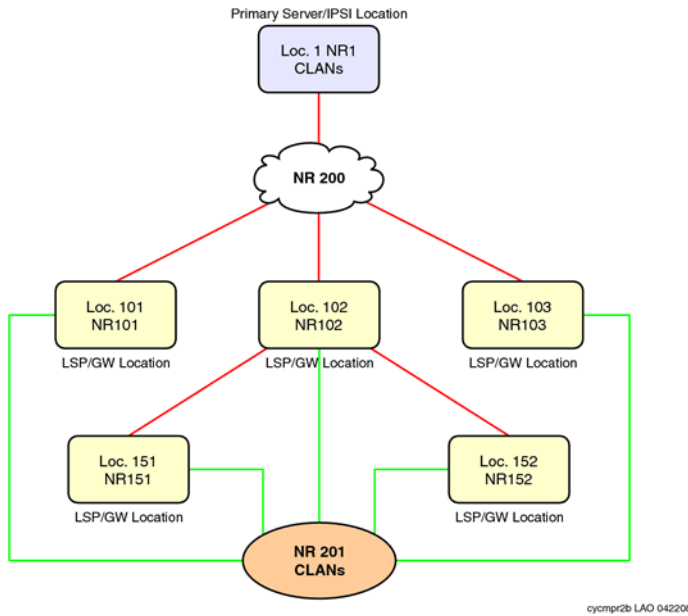 Primary Server/IPSI Location
Loc. 1 NR1
CLANs
NR 200
Loc. 101
NR101
Loc. 102
NR102
Loc. 103
NR103
LSP/GW Location
LSP/GW Location
LSP/GW Location
Loc. 151
NR151
Loc. 152
NR152
LSP/GW Location
LSP/GW Location
NR 201
CLANs
cycmpr2b LAO 042208